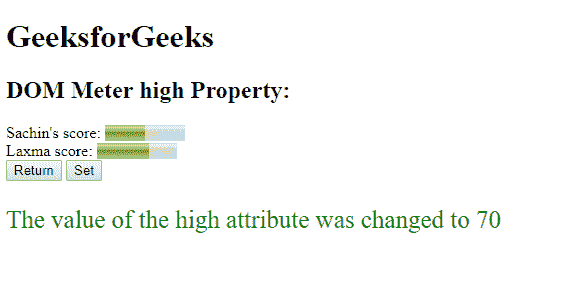 GeeksforGeeks
DOM Meter high Property:
Sachin's score:
Laxma score:
Return Set
The value of the high attribute was changed to 70